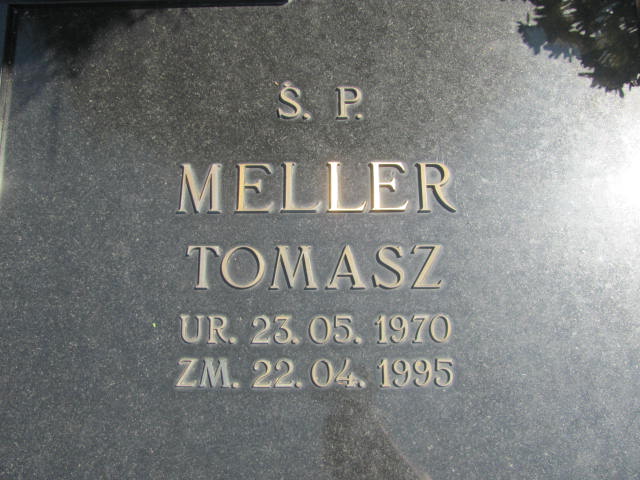 Ś. P.
MELLER
TOMASZ
UR. 23. 05. 1970
ZM. 22. 04. 1995